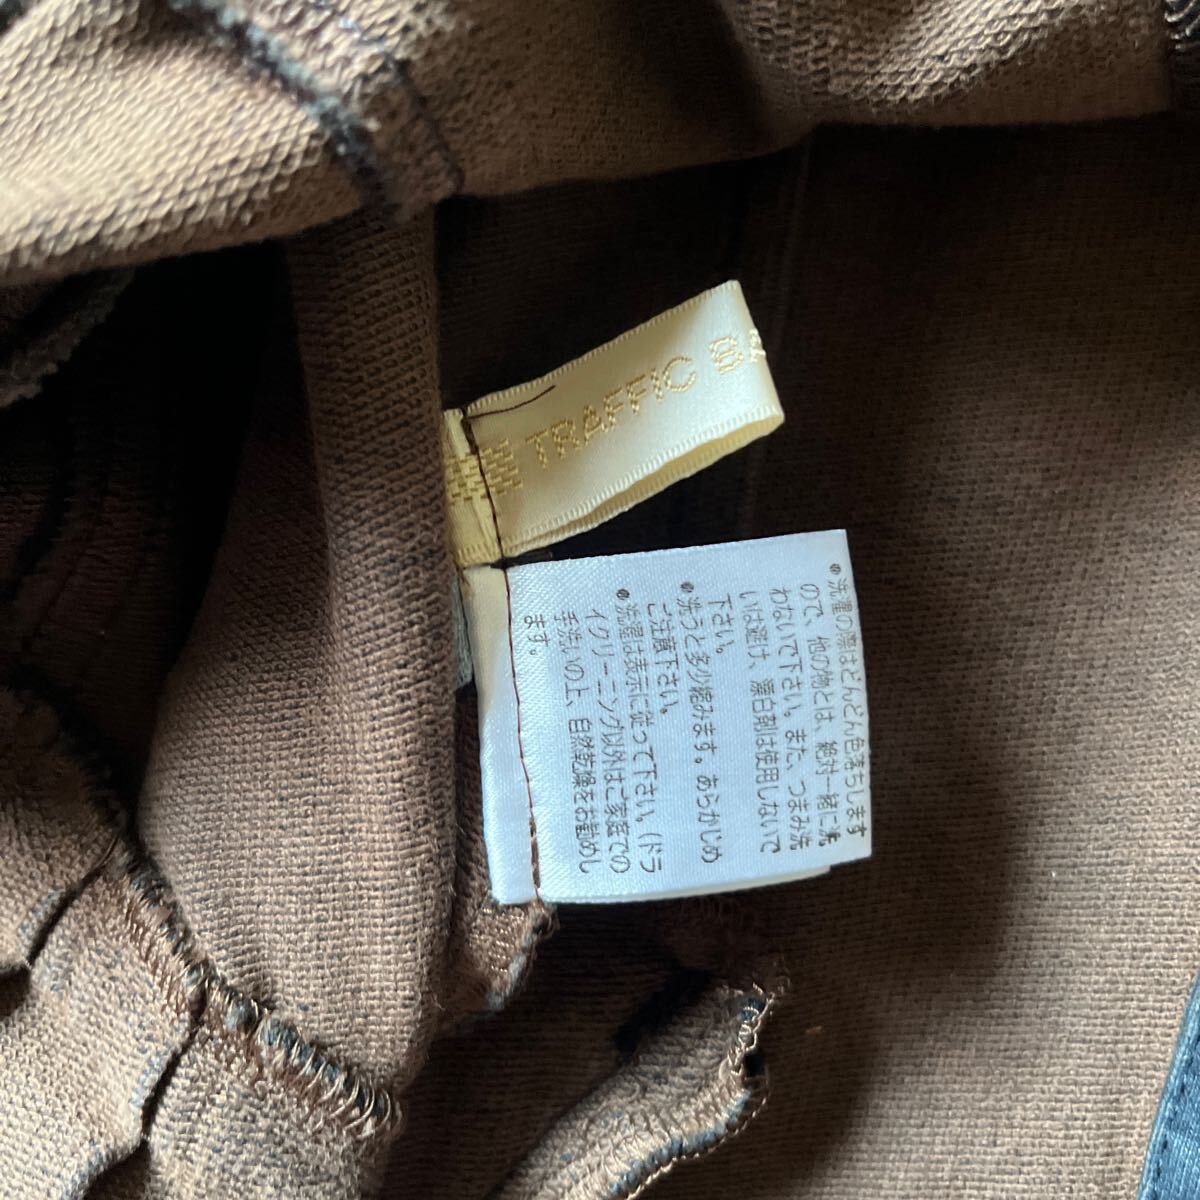 TRAFFIC
●洗濯の際はどんどん色落ちします
ので、他の物とは、絶対一緒に洗
わないで下さい。また、つまみ洗
いは避け、漂白剤は使用しないで
下さい。
●洗うと多少縮みます。あらかじめ
ご注意下さい。
●洗濯は表示に従って下さい。(ドラ
イクリーニング以外はご家庭での
手洗いの上、自然乾燥をお勧めし
ます。